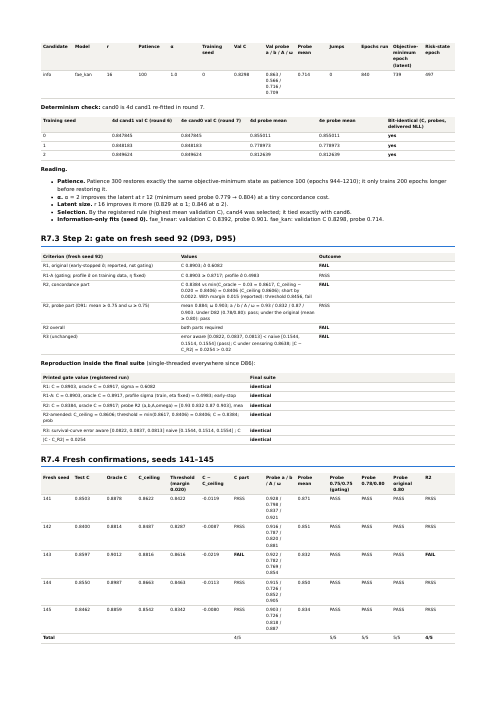 Candidate Model r Patience α Training seed Val C Val probe a / b / A / ω Probe mean Jumps Epochs run Objective-minimum epoch (latent) Risk-state epoch
info fae_kan 16 100 1.0 0 0.8298 0.863 / 0.566 / 0.716 / 0.709 0.714 0 840 739 497
Determinism check: cand0 is 4d cand1 re-fitted in round 7.
Training seed 4d cand1 val C (round 6) 4e cand0 val C (round 7) 4d probe mean 4e probe mean Bit-identical (C, probes, delivered NLL)
0 0.847845 0.847845 0.855011 0.855011 yes
1 0.848183 0.848183 0.778973 0.778973 yes
2 0.849624 0.849624 0.812639 0.812639 yes
Reading.
• Patience. Patience 300 restores exactly the same objective-minimum state as patience 100 (epochs 944–1210); it only trains 200 epochs longer
before restoring it.
• α. α = 2 improves the latent at r 12 (minimum seed probe 0.779 → 0.804) at a tiny concordance cost.
• Latent size. r 16 improves it more (0.829 at α 1; 0.846 at α 2).
• Selection. By the registered rule (highest mean validation C), cand4 was selected; it tied exactly with cand6.
• Information-only fits (seed 0). fae_linear: validation C 0.8392, probe 0.901. fae_kan: validation C 0.8298, probe 0.714.
R7.3 Step 2: gate on fresh seed 92 (D93, D95)
Criterion (frozen text) Values Outcome
R1, original (early-stopped σ̂; reported, not gating) C 0.8903; σ̂ 0.6082 FAIL
R1-A (gating; profile σ̂ on training data, η fixed) C 0.8903 ≥ 0.8717; profile σ̂ 0.4983 PASS
R2, concordance part C 0.8384 vs min(C_oracle − 0.03 = 0.8617, C_ceiling −
0.020 = 0.8406) = 0.8406 (C_ceiling 0.8606); short by
0.0022. With margin 0.015 (reported): threshold 0.8456, fail FAIL
R2, probe part (D91: mean ≥ 0.75 and ω ≥ 0.75) mean 0.884; ω 0.903; a / b / A / ω = 0.93 / 0.832 / 0.87 /
0.903. Under D82 (0.78/0.80): pass; under the original (mean
≥ 0.80): pass PASS
R2 overall both parts required FAIL
R3 (unchanged) error aware [0.0822, 0.0837, 0.0813] < naive [0.1544,
0.1514, 0.1554] (pass); C under censoring 0.8638; |C −
C_R2| = 0.0254 > 0.02 FAIL
Reproduction inside the final suite (single-threaded everywhere since D86):
Printed gate value (registered run) Final suite
R1: C = 0.8903, oracle C = 0.8917, sigma = 0.6082 identical
R1-A: C = 0.8903, oracle C = 0.8917, profile sigma (train, eta fixed) = 0.4983; early-stop identical
R2: C = 0.8384, oracle C = 0.8917; probe R2 (a,b,A,omega) = [0.93 0.832 0.87 0.903], mea identical
R2-amended: C_ceiling = 0.8606; threshold = min(0.8617, 0.8406) = 0.8406; C = 0.8384;
prob identical
R3: survival-curve error aware [0.0822, 0.0837, 0.0813] naive [0.1544, 0.1514, 0.1554] ; C identical
|C - C_R2| = 0.0254 identical
R7.4 Fresh confirmations, seeds 141–145
Fresh seed Test C Oracle C C_ceiling Threshold (margin 0.020) C − C_ceiling C part Probe a / b / A / ω Probe mean Probe 0.75/0.75 (gating) Probe 0.78/0.80 Probe original 0.80 R2
141 0.8503 0.8878 0.8622 0.8422 -0.0119 PASS 0.928 / 0.798 / 0.837 / 0.921 0.871 PASS PASS PASS PASS
142 0.8400 0.8814 0.8487 0.8287 -0.0087 PASS 0.916 / 0.787 / 0.820 / 0.881 0.851 PASS PASS PASS PASS
143 0.8597 0.9012 0.8816 0.8616 -0.0219 FAIL 0.922 / 0.782 / 0.769 / 0.853 0.832 PASS PASS PASS FAIL
144 0.8550 0.8987 0.8663 0.8463 -0.0113 PASS 0.915 / 0.726 / 0.852 / 0.905 0.850 PASS PASS PASS PASS
145 0.8462 0.8859 0.8542 0.8342 -0.0080 PASS 0.903 / 0.726 / 0.818 / 0.887 0.834 PASS PASS PASS PASS
Total 4/5 5/5 5/5 5/5 4/5